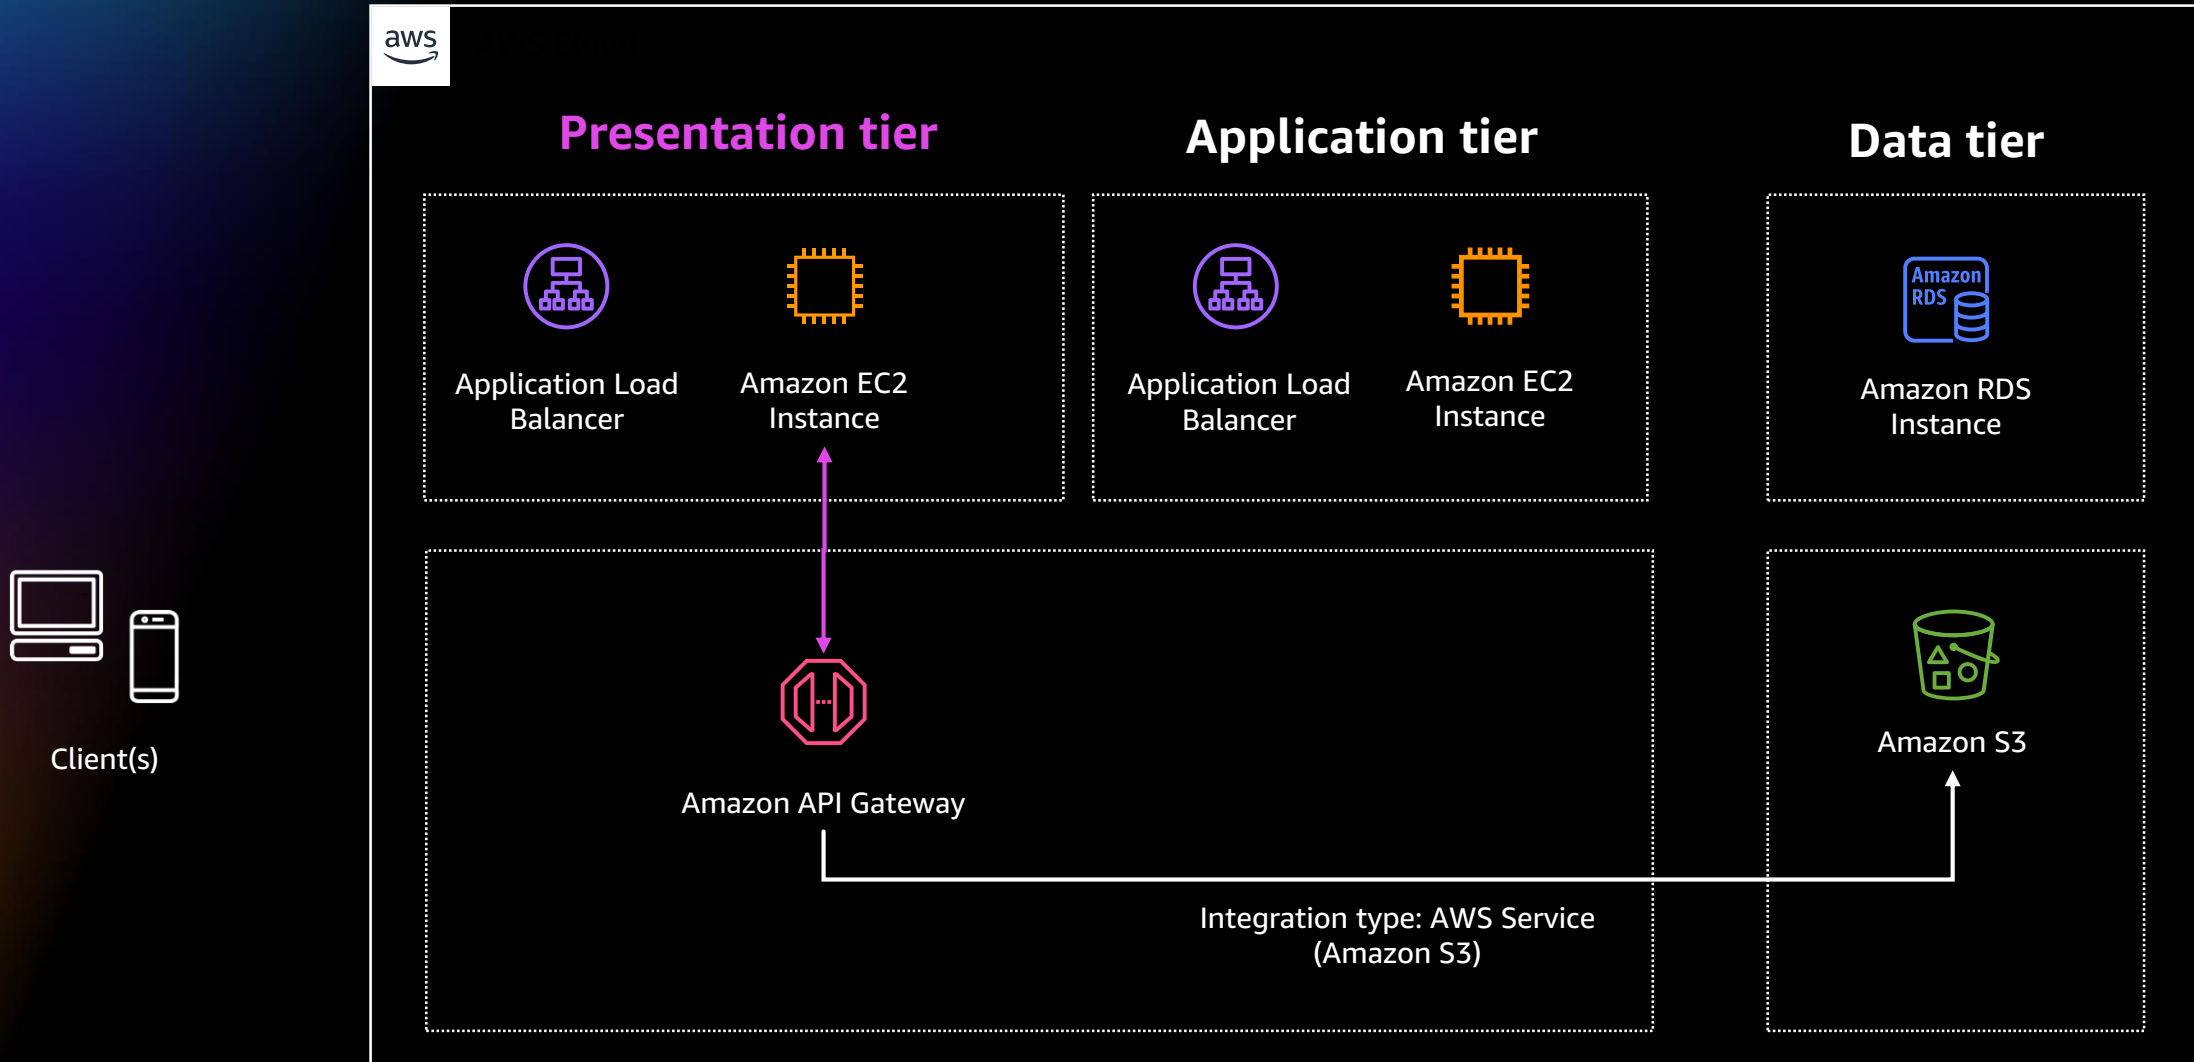 aws
Presentation tier
Application tier
Data tier
Application Load
Balancer
Amazon EC2
Instance
Application Load
Balancer
Amazon EC2
Instance
Amazon
RDS
Amazon RDS
Instance
Client(s)
Amazon API Gateway
Amazon S3
Integration type: AWS Service
(Amazon S3)